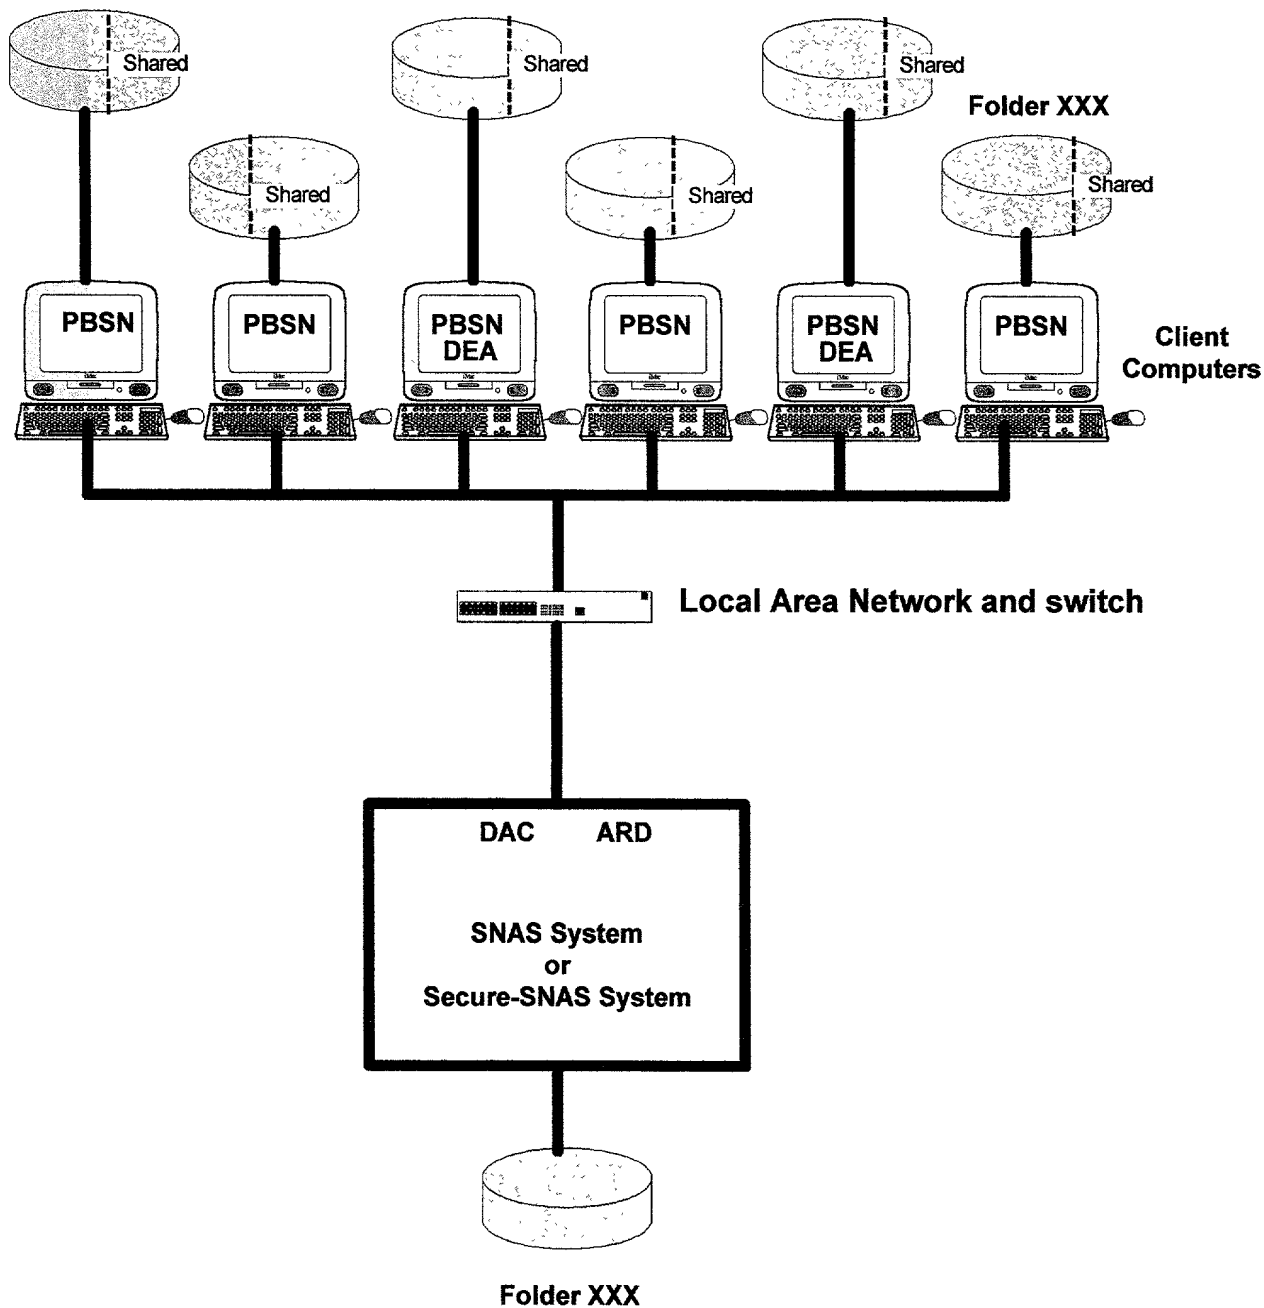 Shared
Shared
Shared
Folder XXX
Shared
Shared
Shared
PBSN
PBSN
PBSN
DEA
PBSN
PBSN
DEA
PBSN
Client
Computers
Local Area Network and switch
DAC ARD
SNAS System
or
Secure-SNAS System
Folder XXX